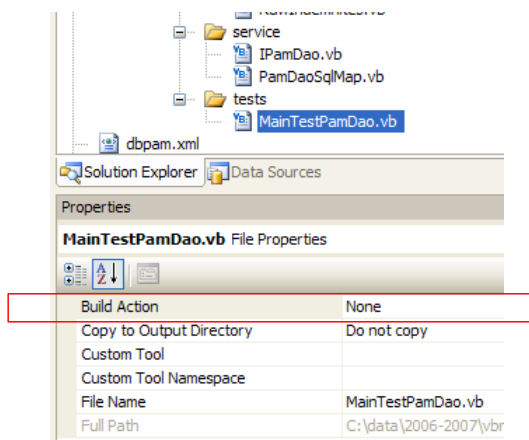 service
IPamDao.vb
PamDaoSqlMap.vb
tests
MainTestPamDao.vb
dbpam.xml
Solution Explorer Data Sources
Properties
MainTestPamDao.vb File Properties
Build Action None
Copy to Output Directory Do not copy
Custom Tool
Custom Tool Namespace
File Name MainTestPamDao.vb
Full Path C:\data\2006-2007\vbr